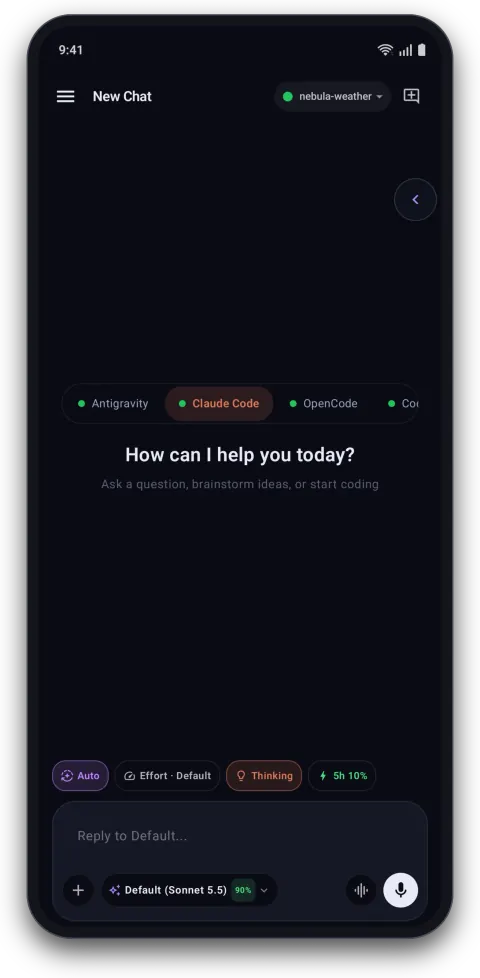 9:41
New Chat
nebula-weather
Antigravity
Claude Code
OpenCode
How can I help you today?
Ask a question, brainstorm ideas, or start coding
Auto
Effort · Default
Thinking
5h 10%
Reply to Default...
Default (Sonnet 5.5)
90%